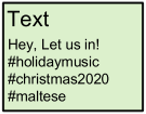 Text
Hey, Let us in!
#holidaymusic
#christmas2020
#maltese